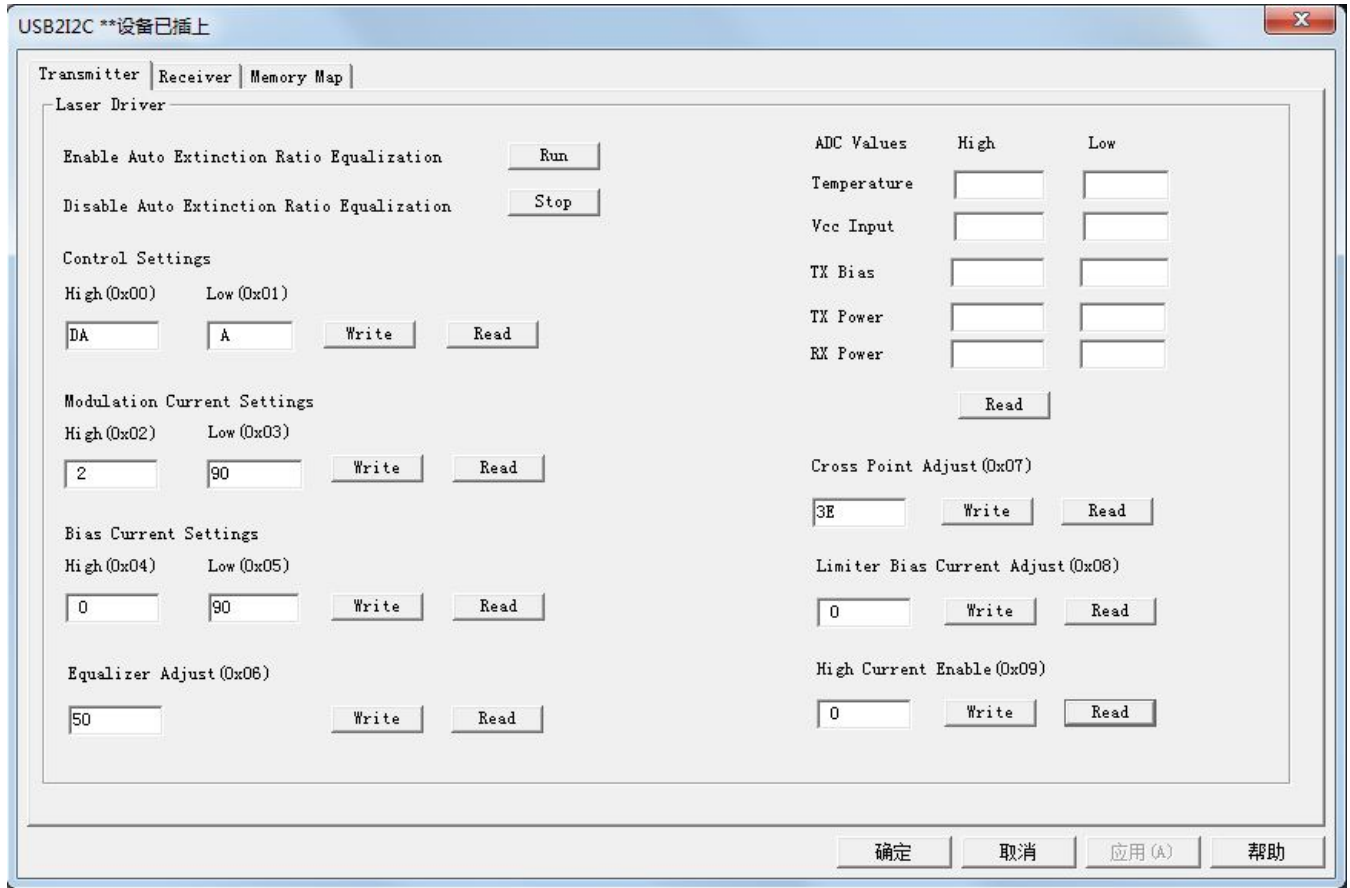 USB2I2C **设备已插上
Transmitter Receiver Memory Map
Laser Driver
Enable Auto Extinction Ratio Equalization Run
Disable Auto Extinction Ratio Equalization Stop
Control Settings
High(0x00) Low(0x01)
DA A Write Read
Modulation Current Settings
High(0x02) Low(0x03)
2 90 Write Read
Bias Current Settings
High(0x04) Low(0x05)
0 90 Write Read
Equalizer Adjust(0x06)
50 Write Read
ADC Values High Low
Temperature
Vcc Input
TX Bias
TX Power
RX Power
Read
Cross Point Adjust(0x07)
3E Write Read
Limiter Bias Current Adjust(0x08)
0 Write Read
High Current Enable(0x09)
0 Write Read
确定 取消 应用(A) 帮助